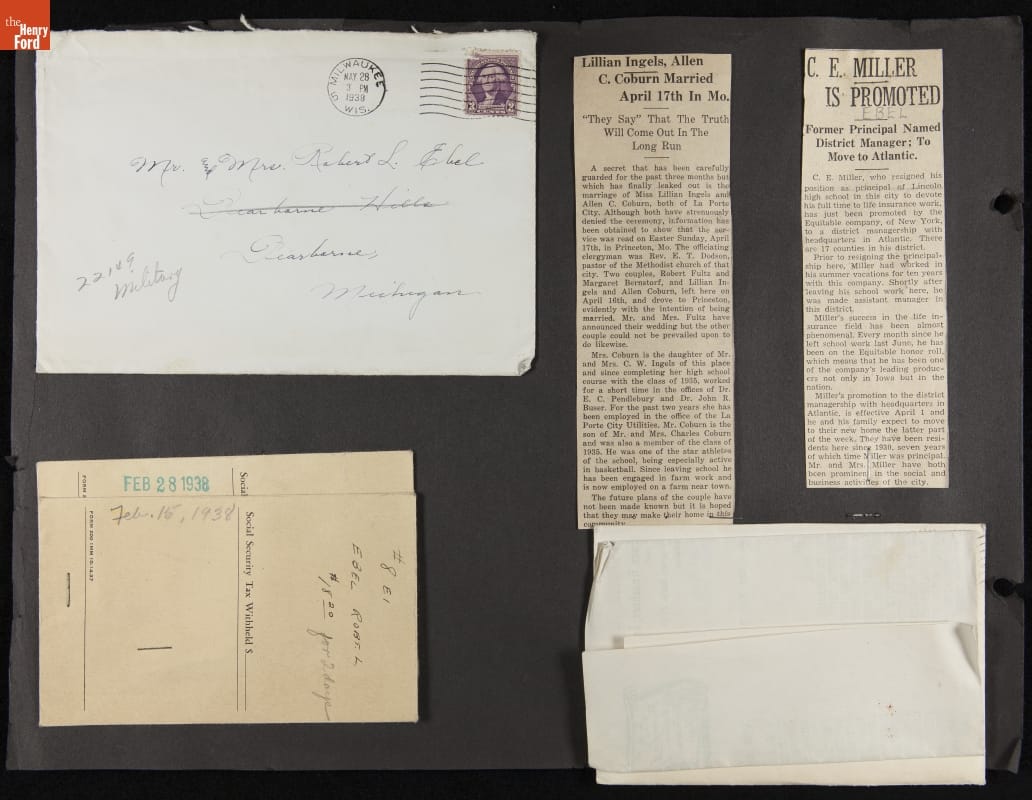 the
Henry
Ford
MILWAUKEE
MAY 28
3 PM
1938
WIS.
3 CENTS 3
Mr. and Mrs. Robert L. Ebel
Dearborne Hills
Dearborne,
Michigan
22149
Military
Lillian Ingels, Allen
C. Coburn Married
April 17th In Mo.
"They Say" That The Truth
Will Come Out In The
Long Run
A secret that has been carefully
guarded for the past three months but
which has finally leaked out is the
marriage of Miss Lillian Ingels and
Allen C. Coburn, both of La Porte
City. Although both have strenuously
denied the ceremony, information has
been obtained to show that the ser-
vice was read on Easter Sunday, April
17th, in Princeton, Mo. The officiating
clergyman was Rev. E. T. Dodson,
pastor of the Methodist church of that
city. Two couples, Robert Fultz and
Margaret Bernstorf, and Lillian In-
gels and Allen Coburn, left here on
April 16th, and drove to Princeton,
evidently with the intention of being
married. Mr. and Mrs. Fultz have
announced their wedding but the other
couple could not be prevailed upon to
do likewise.
Mrs. Coburn is the daughter of Mr.
and Mrs. C. W. Ingels of this place
and since completing her high school
course with the class of 1935, worked
for a short time in the offices of Dr.
E. C. Pendlebury and Dr. John R.
Buser. For the past two years she has
been employed in the office of the La
Porte City Utilities. Mr. Coburn is the
son of Mr. and Mrs. Charles Coburn
and was also a member of the class of
1935. He was one of the star athletes
of the school, being especially active
in basketball. Since leaving school he
has been engaged in farm work and
is now employed on a farm near town.
The future plans of the couple have
not been made known but it is hoped
that they may make their home in this
community.
C. E. MILLER
IS PROMOTED
EBEL
Former Principal Named
District Manager; To
Move to Atlantic.
C. E. Miller, who resigned his
position as principal of Lincoln
high school in this city to devote
his full time to life insurance work,
has just been promoted by the
Equitable company, of New York,
to a district managership with
headquarters in Atlantic. There
are 17 counties in his district.
Prior to resigning the principal-
ship here, Miller had worked in
his summer vacations for ten years
with this company. Shortly after
leaving his school work here, he
was made assistant manager in
this district.
Miller's success in the life in-
surance field has been almost
phenomenal. Every month since he
left school work last June, he has
been on the Equitable honor roll,
which means that he has been one
of the company's leading produc-
ers not only in Iowa but in the
nation.
Miller's promotion to the district
managership with headquarters in
Atlantic, is effective April 1 and
he and his family expect to move
to their new home the latter part
of the week. They have been resi-
dents here since 1930, seven years
of which time Miller was principal.
Mr. and Mrs. Miller have both
been prominent in the social and
business activities of the city.
FEB 28 1938
FORM
Social
Feb. 15, 1938
FORM 200 1MM 10-14-37
Social Security Tax Withheld $
#8 E1
EBEL ROBT. L
$18.20 for 2 days